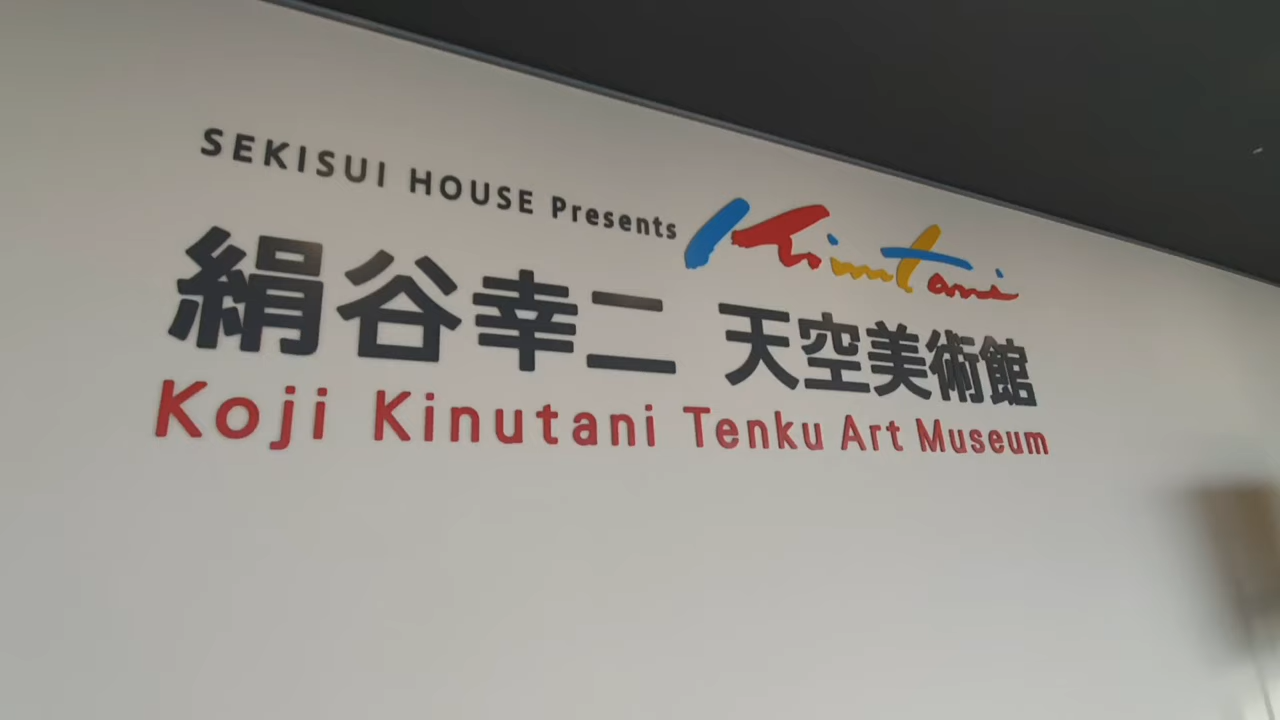 SEKISUI HOUSE Presents
Kinutani
絹谷幸二 天空美術館
Koji Kinutani Tenku Art Museum